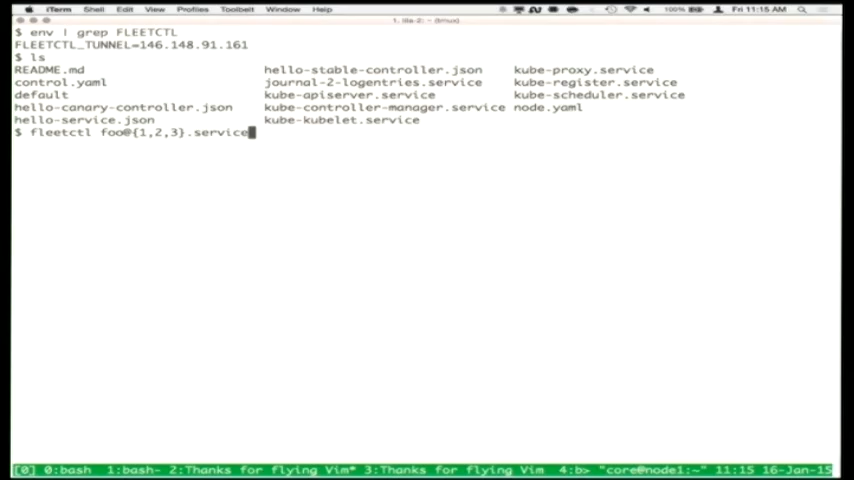 iTerm Shell Edit View Profiles Toolbelt Window Help 100% Fri 11:15 AM
1. (tmux)
$ env | grep FLEETCTL
FLEETCTL_TUNNEL=146.148.91.161
$ ls
README.md hello-stable-controller.json kube-proxy.service
control.yaml journal-2-logentries.service kube-register.service
default kube-apiserver.service kube-scheduler.service
hello-canary-controller.json kube-controller-manager.service node.yaml
hello-service.json kube-kubelet.service
$ fleetctl foo@{1,2,3}.service
[0] 0:bash 1:bash- 2:Thanks for flying Vim* 3:Thanks for flying Vim 4:b> "core@node1:~" 11:15 16-Jan-15